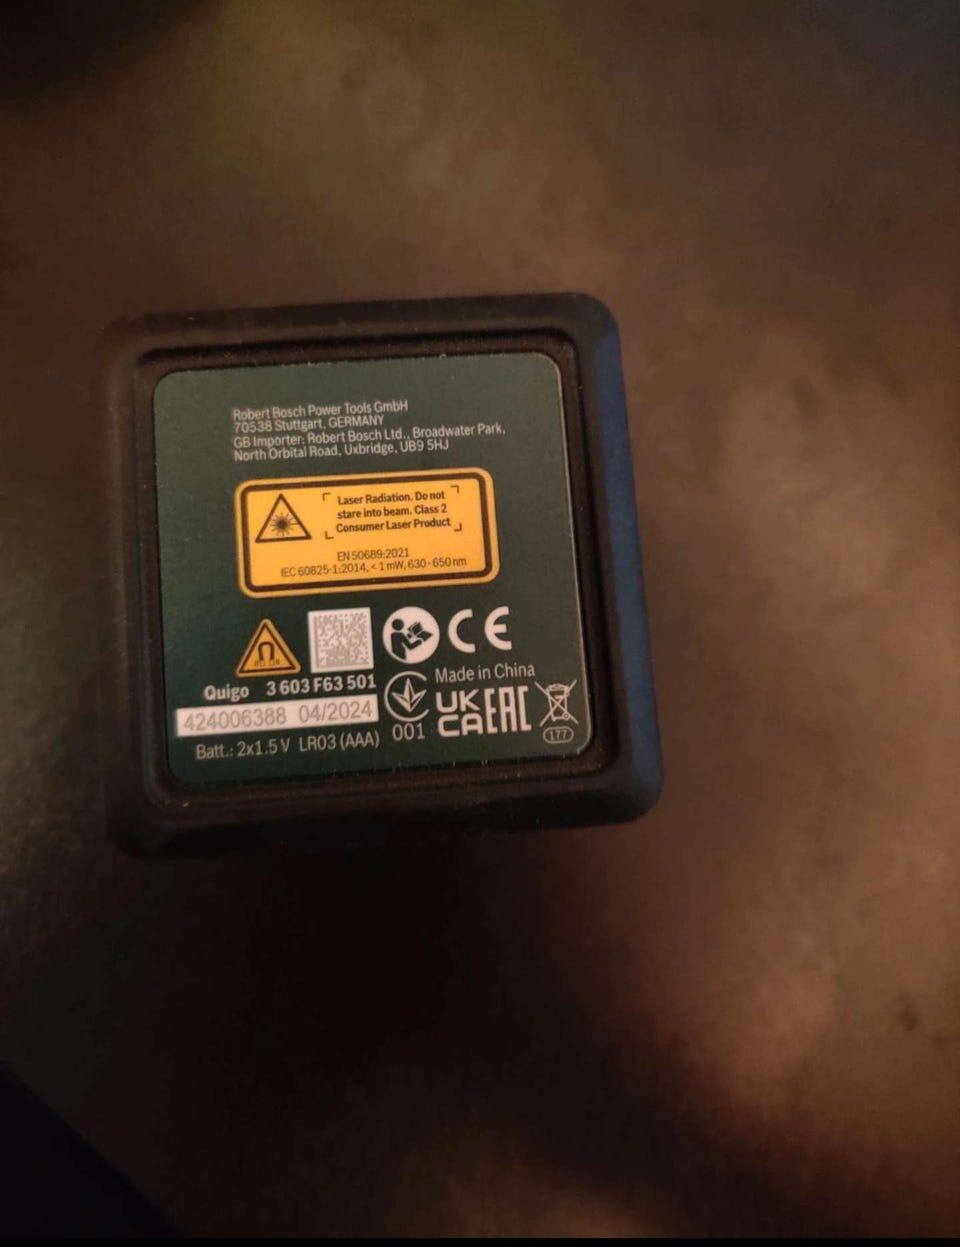 Robert Bosch Power Tools GmbH
70538 Stuttgart, GERMANY
GB Importer: Robert Bosch Ltd., Broadwater Park,
North Orbital Road, Uxbridge, UB9 5HJ
Laser Radiation. Do not
stare into beam. Class 2
Consumer Laser Product
EN 50689:2021
IEC 60825-1:2014, < 1 mW, 630 - 650 nm
CE
Made in China
Quigo 3 603 F63 501
424006388 04/2024
Batt.: 2x1.5 V LR03 (AAA)
001
UK
CA
EAC
177